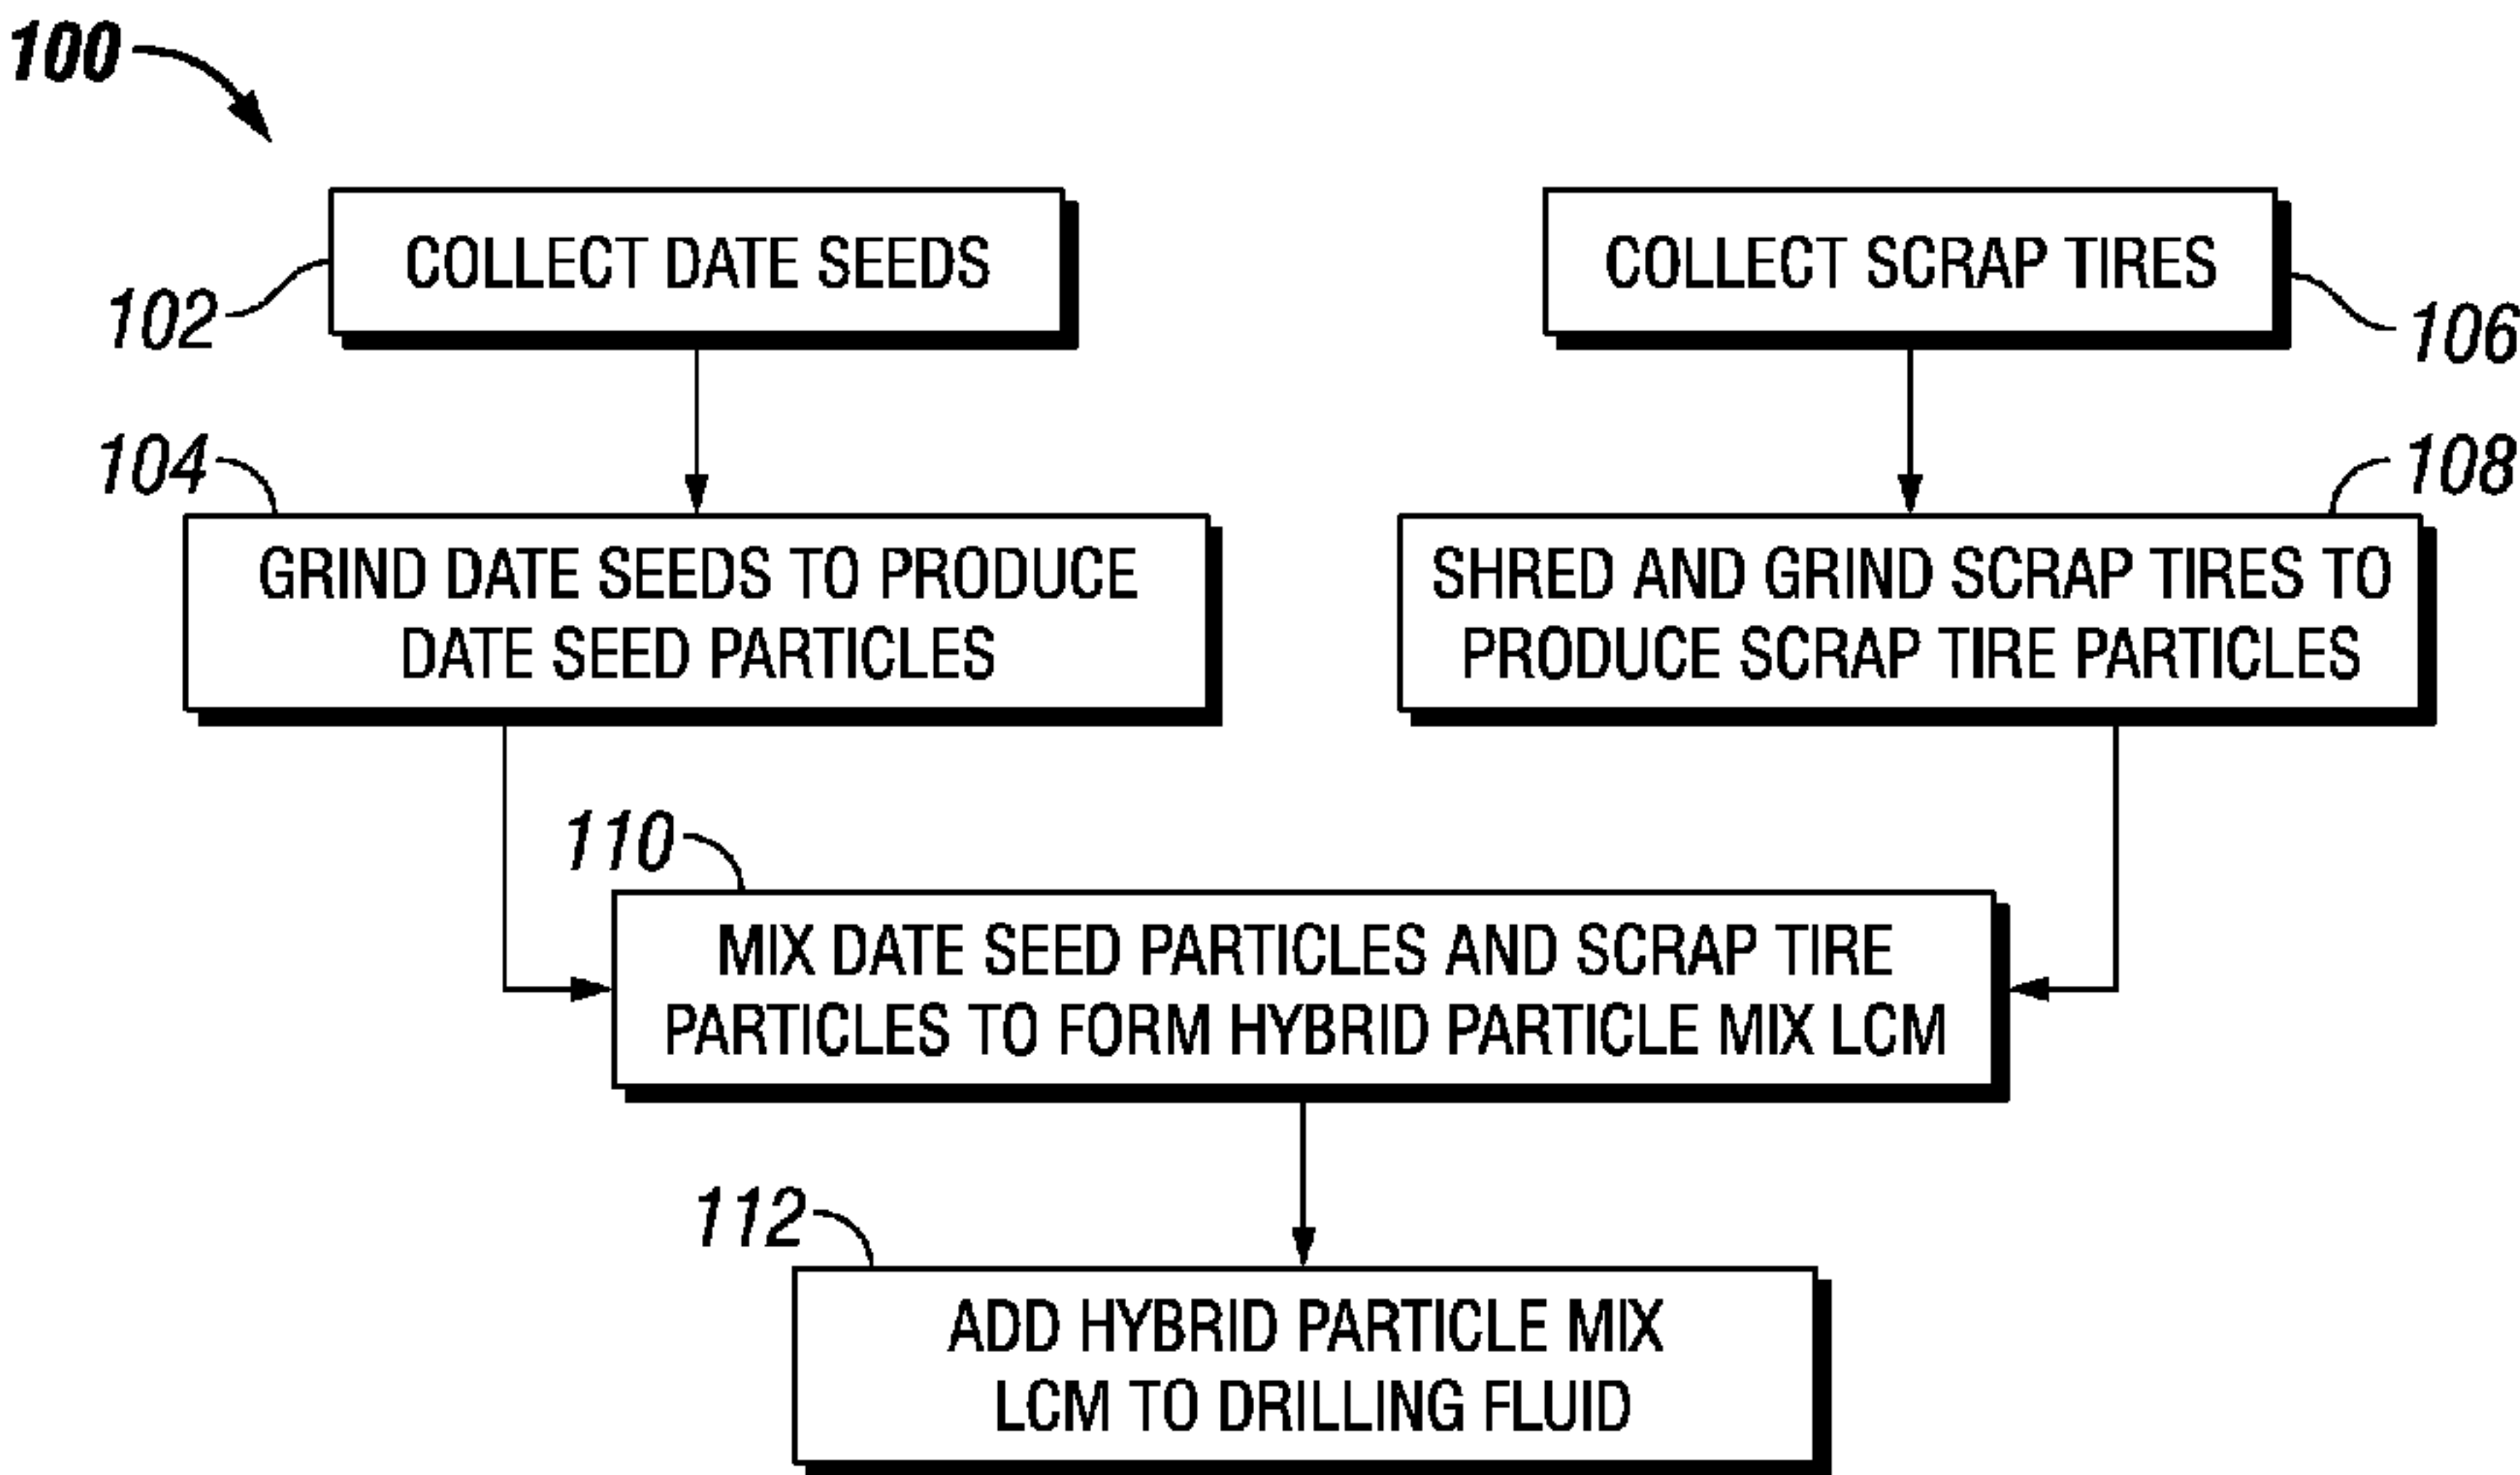 100
COLLECT DATE SEEDS
102
COLLECT SCRAP TIRES
106
104
GRIND DATE SEEDS TO PRODUCE
DATE SEED PARTICLES
108
SHRED AND GRIND SCRAP TIRES TO
PRODUCE SCRAP TIRE PARTICLES
110
MIX DATE SEED PARTICLES AND SCRAP TIRE
PARTICLES TO FORM HYBRID PARTICLE MIX LCM
112
ADD HYBRID PARTICLE MIX
LCM TO DRILLING FLUID